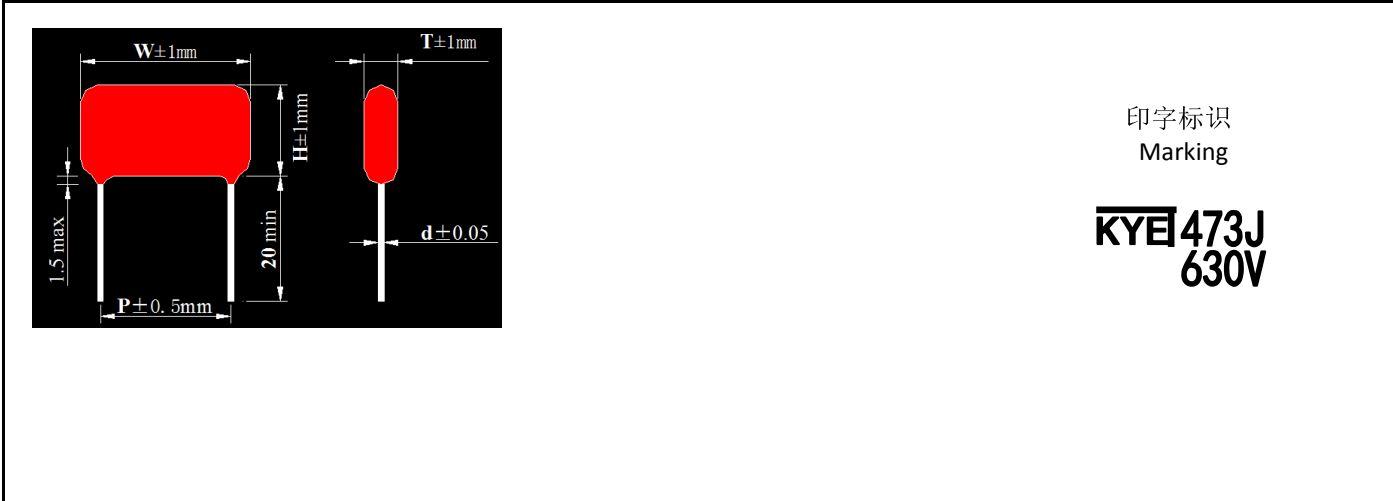 W±1mm
T±1mm
H±1mm
1.5 max
20 min
d±0.05
P±0.5mm
印字标识
Marking
KYET 473J
630V